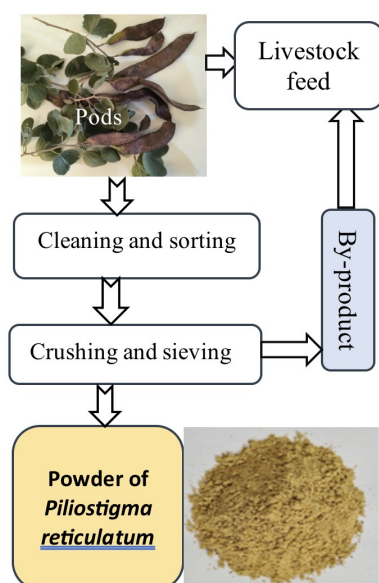 Livestock
feed
Pods
Cleaning and sorting
By-product
Crushing and sieving
Powder of
Piliostigma
reticulatum